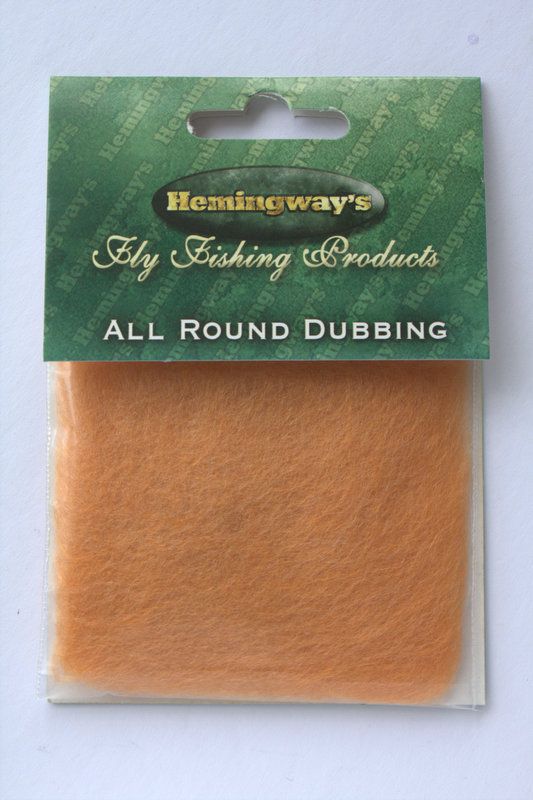 Hemingway's
Fly Fishing Products
ALL ROUND DUBBING